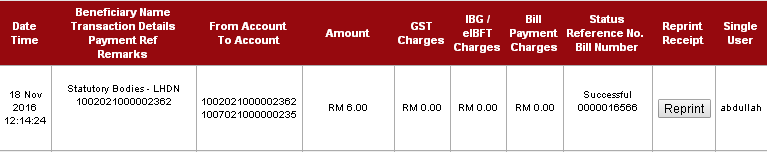 Date
Time
Beneficiary Name
Transaction Details
Payment Ref
Remarks
From Account
To Account
Amount
GST
Charges
IBG /
eIBFT
Charges
Bill
Payment
Charges
Status
Reference No.
Bill Number
Reprint
Receipt
Single
User
18 Nov
2016
12:14:24
Statutory Bodies - LHDN
1002021000002362
1002021000002362
1007021000000235
RM 6.00
RM 0.00
RM 0.00
RM 0.00
Successful
0000016566
Reprint
abdullah